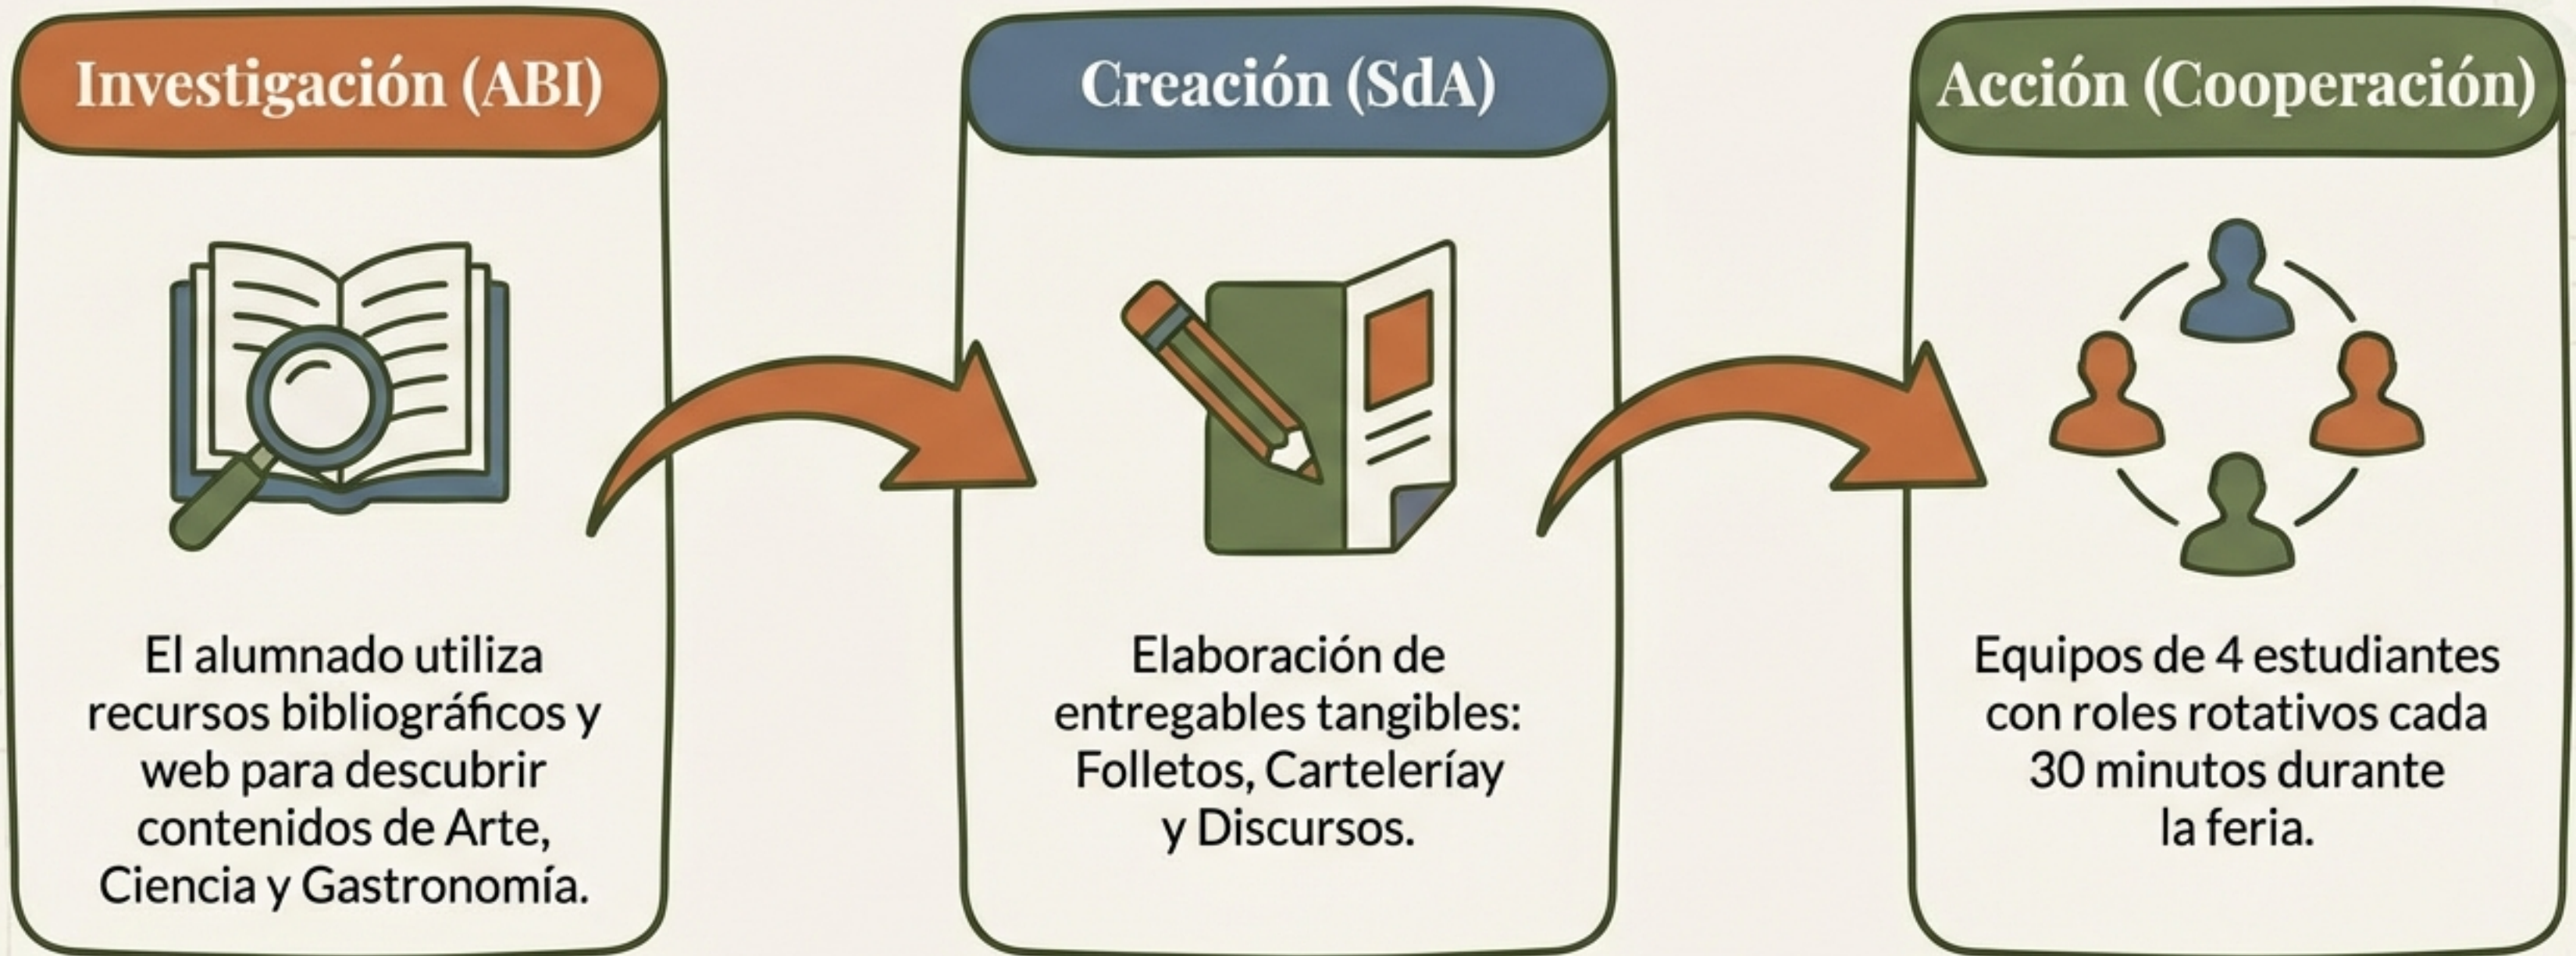 Investigación (ABI)
El alumnado utiliza
recursos bibliográficos y
web para descubrir
contenidos de Arte,
Ciencia y Gastronomía.
Creación (SdA)
Elaboración de
entregables tangibles:
Folletos, Carteleríay
y Discursos.
Acción (Cooperación)
Equipos de 4 estudiantes
con roles rotativos cada
30 minutos durante
la feria.